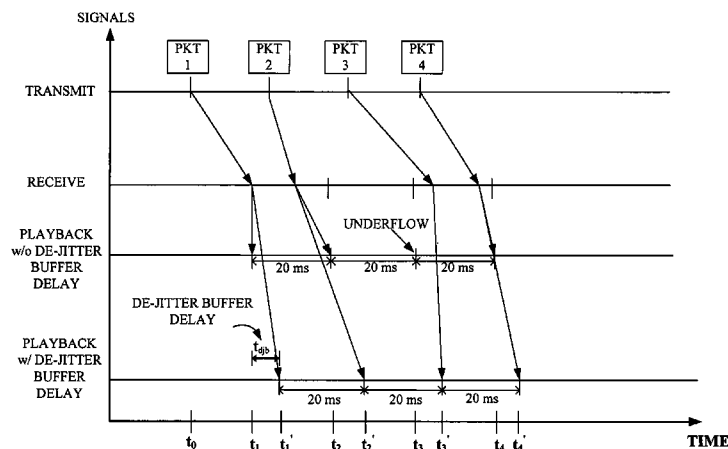 SIGNALS
PKT
1
PKT
2
PKT
3
PKT
4
TRANSMIT
RECEIVE
UNDERFLOW
PLAYBACK
w/o DE-JITTER
BUFFER
DELAY
20 ms
20 ms
20 ms
DE-JITTER BUFFER
DELAY
tdjb
PLAYBACK
w/ DE-JITTER
BUFFER
DELAY
20 ms
20 ms
20 ms
t0
t1
t1'
t2
t2'
t3
t3'
t4
t4'
TIME